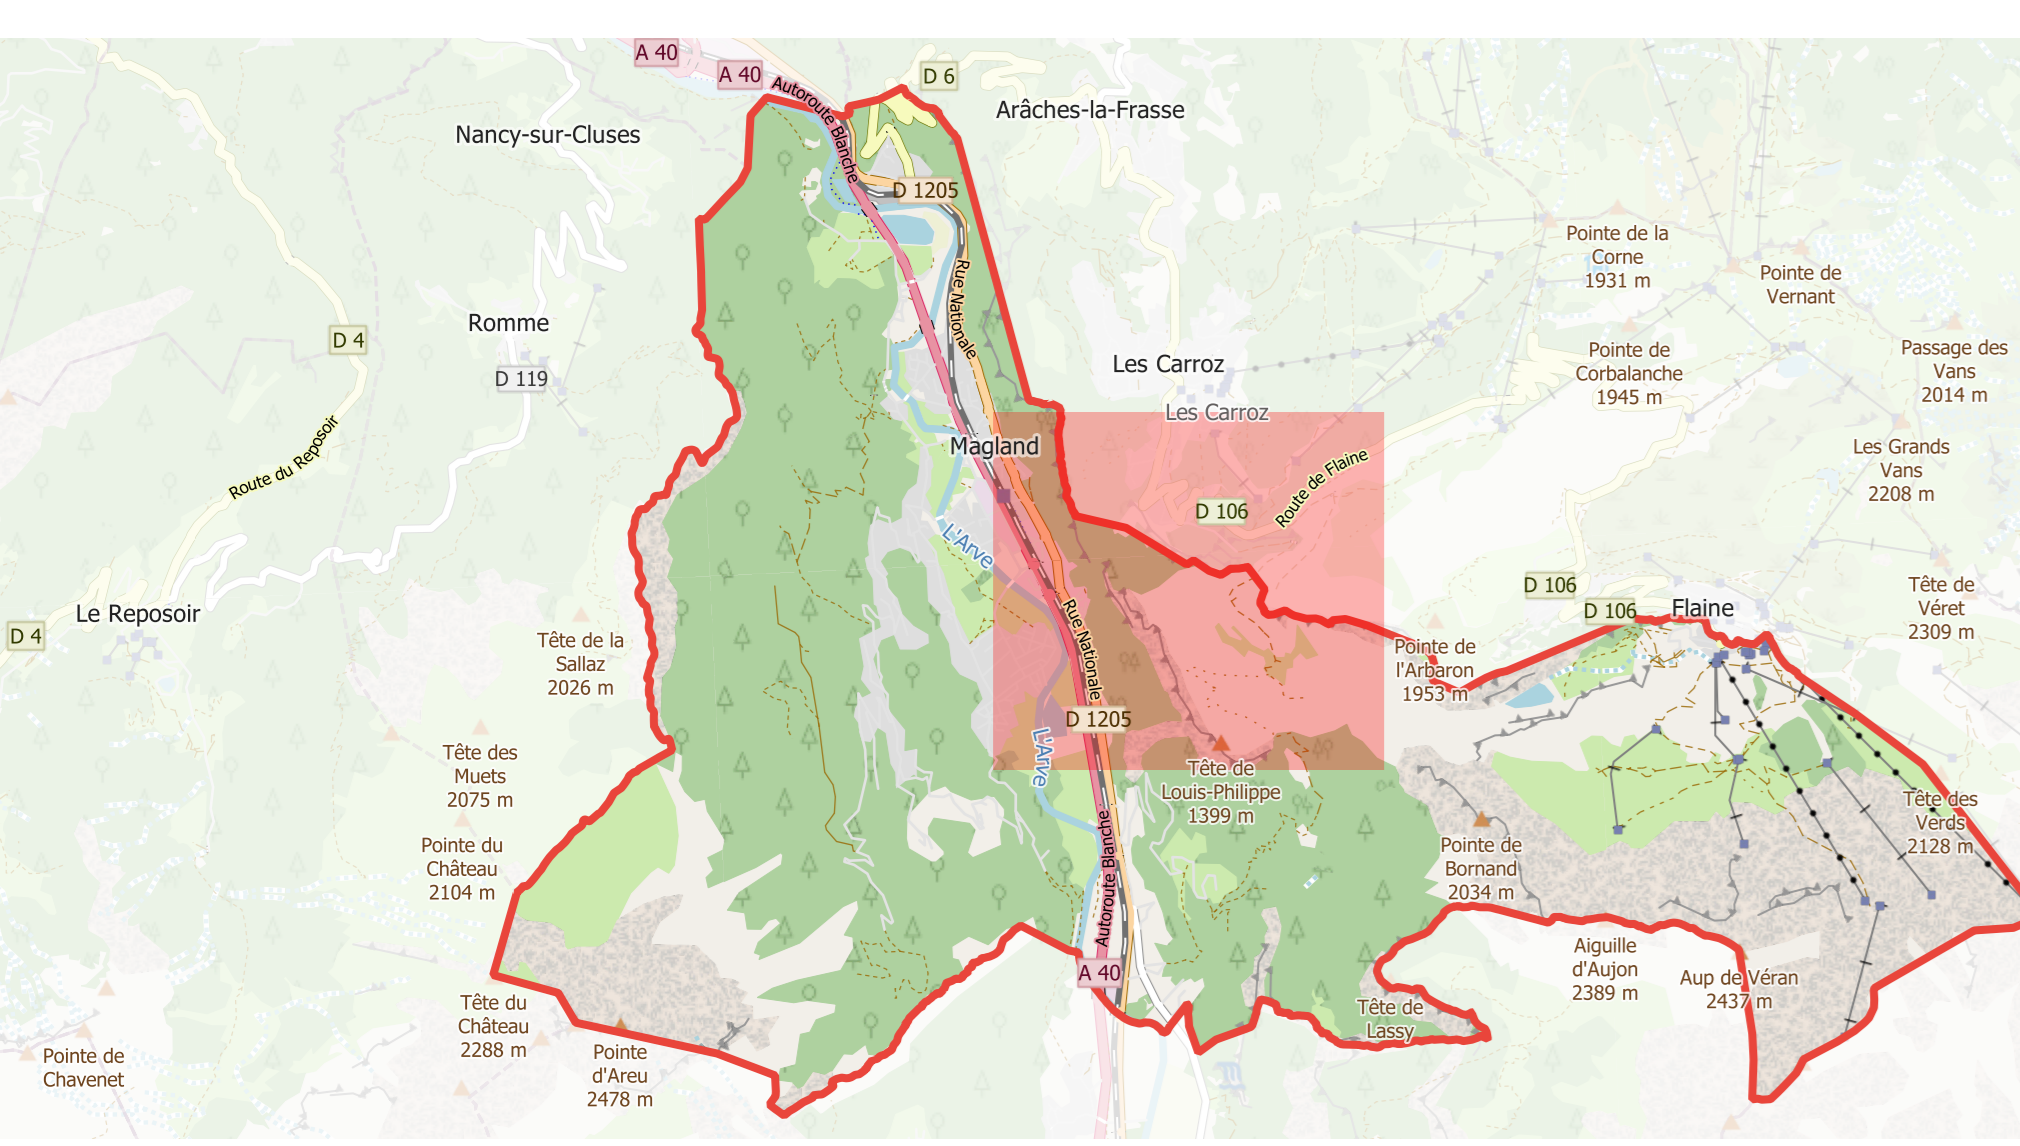 A 40
A 40
D 6
Autoroute Blanche
Arâches-la-Frasse
Nancy-sur-Cluses
D 1205
Pointe de la
Corne
1931 m
Pointe de
Vernant
Rue Nationale
Romme
D 4
D 119
Les Carroz
Les Carroz
Pointe de
Corbalanche
1945 m
Passage des
Vans
2014 m
Route du Reposoir
Magland
Route de Flaine
D 106
Les Grands
Vans
2208 m
L'Arve
Le Reposoir
D 4
Tête de la
Sallaz
2026 m
Rue Nationale
D 106
D 106
Flaine
Tête de
Véret
2309 m
Pointe de
l'Arbaron
1953 m
D 1205
L'Arve
Tête des
Muets
2075 m
Tête de
Louis-Philippe
1399 m
Tête des
Verds
2128 m
Pointe du
Château
2104 m
Autoroute Blanche
Pointe de
Bornand
2034 m
A 40
Aiguille
d'Aujon
2389 m
Aup de Véran
2437 m
Tête de
Lassy
Tête du
Château
2288 m
Pointe
d'Areu
2478 m
Pointe de
Chavenet